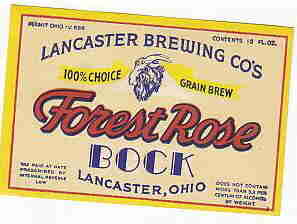 PERMIT OHIO U-
CONTENTS 12 FL. OZ.
LANCASTER BREWING CO'S
100% CHOICE
GRAIN BREW
Forest Rose
BOCK
LANCASTER, OHIO
TAX PAID AT RATE
PRESCRIBED BY
INTERNAL REVENUE
LAW
DOES NOT CONTAIN
MORE THAN 3.2 PER
CENTUM OF ALCOHOL
BY WEIGHT